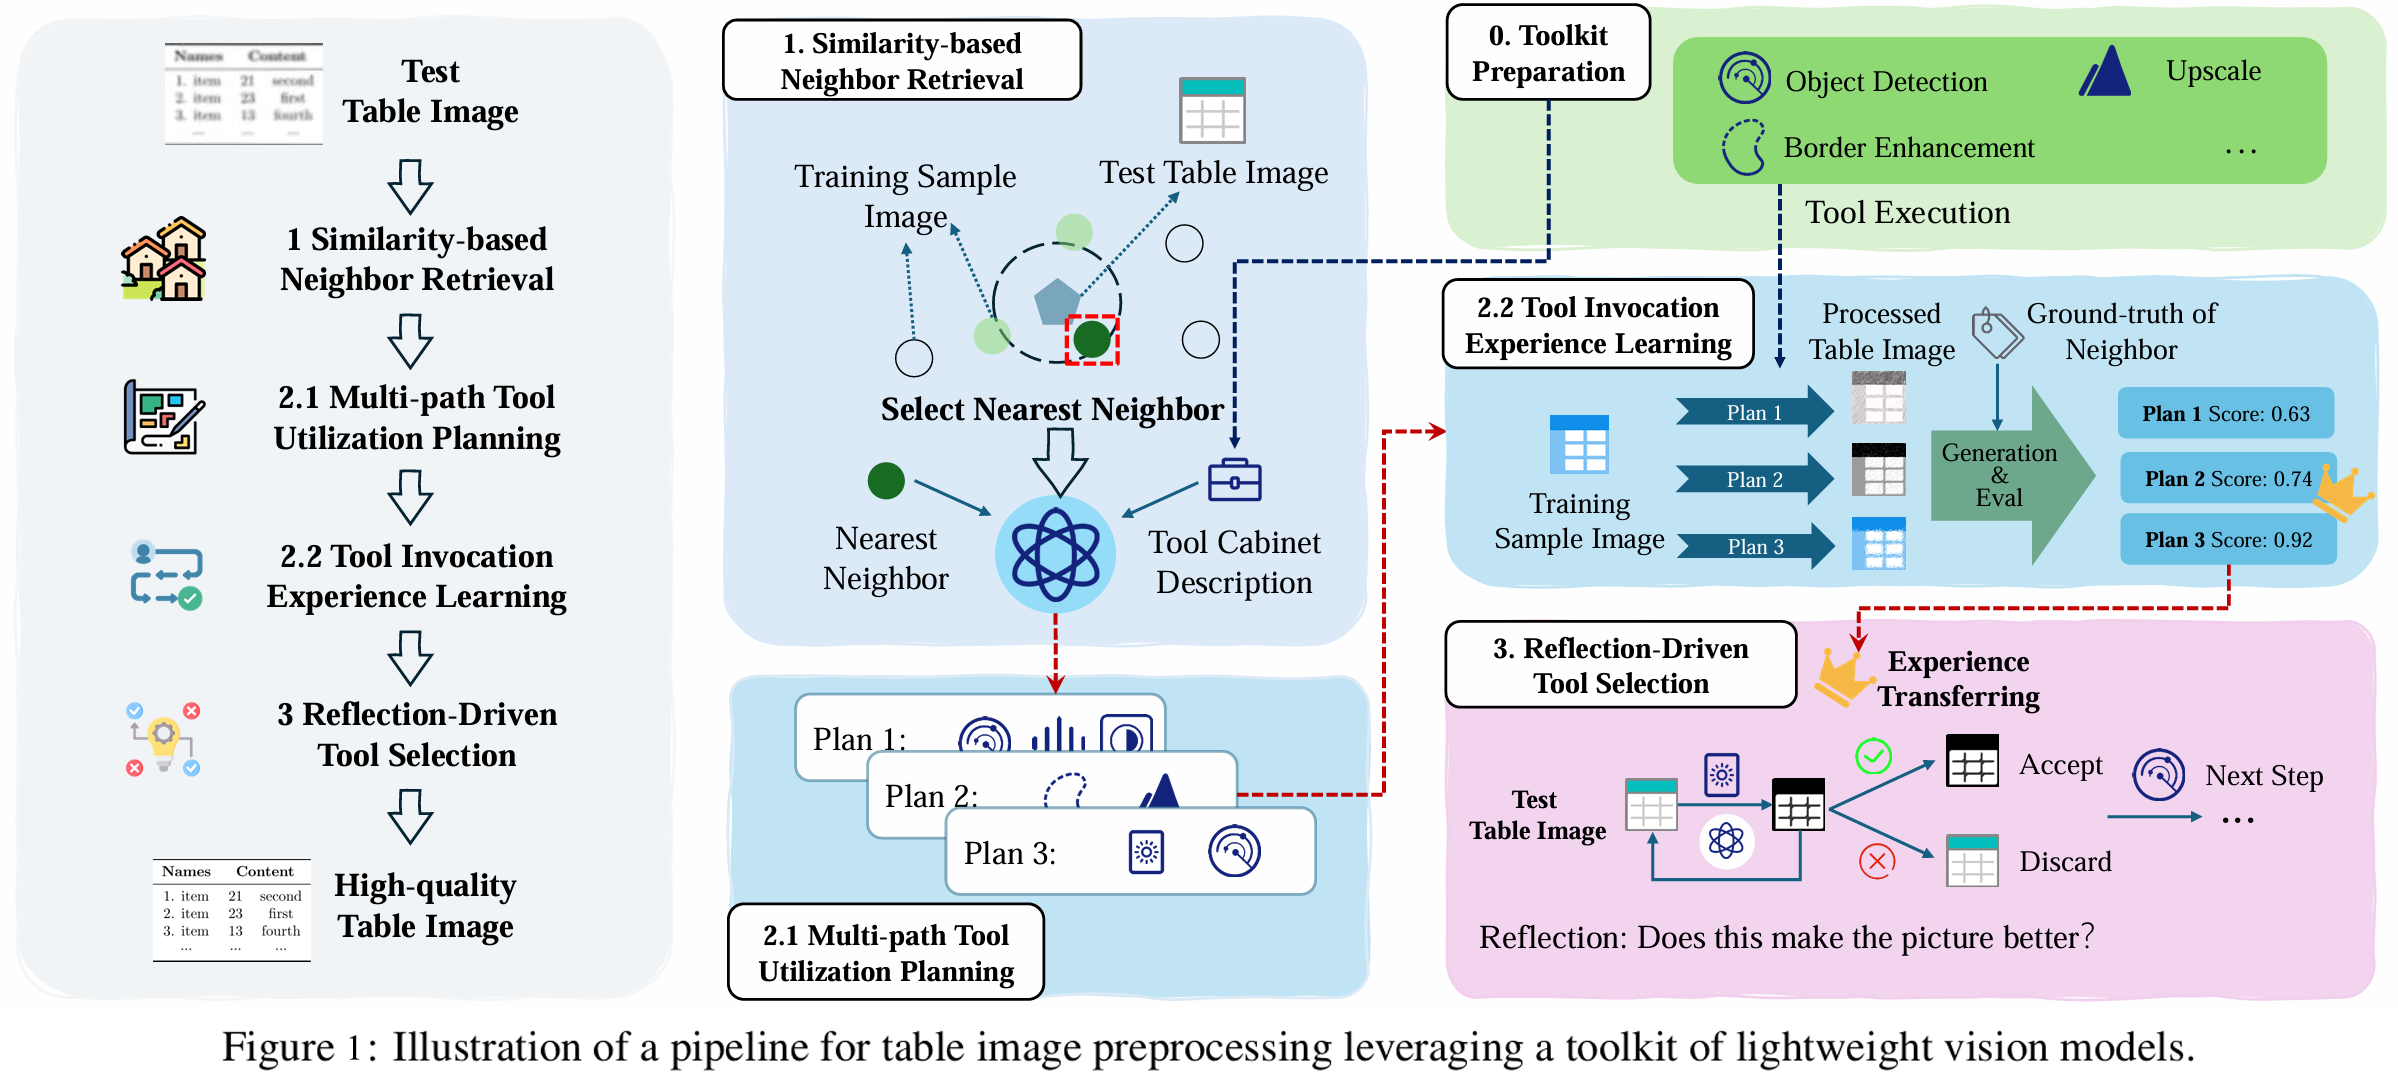 Names Content
1. item 21 second
2. item 23 first
3. item 13 fourth
... ... ...
Test
Table Image
1 Similarity-based
Neighbor Retrieval
2.1 Multi-path Tool
Utilization Planning
2.2 Tool Invocation
Experience Learning
3 Reflection-Driven
Tool Selection
Names Content
1. item 21 second
2. item 23 first
3. item 13 fourth
... ... ...
High-quality
Table Image
1. Similarity-based
Neighbor Retrieval
Training Sample
Image
Test Table Image
Select Nearest Neighbor
Nearest
Neighbor
Tool Cabinet
Description
Plan 1:
Plan 2:
Plan 3:
2.1 Multi-path Tool
Utilization Planning
0. Toolkit
Preparation
Object Detection
Upscale
Border Enhancement
...
Tool Execution
2.2 Tool Invocation
Experience Learning
Processed
Table Image
Ground-truth of
Neighbor
Training
Sample Image
Plan 1
Plan 2
Plan 3
Generation
&
Eval
Plan 1 Score: 0.63
Plan 2 Score: 0.74
Plan 3 Score: 0.92
3. Reflection-Driven
Tool Selection
Experience
Transferring
Test
Table Image
Accept
Discard
Next Step
...
Reflection: Does this make the picture better?
Figure 1: Illustration of a pipeline for table image preprocessing leveraging a toolkit of lightweight vision models.